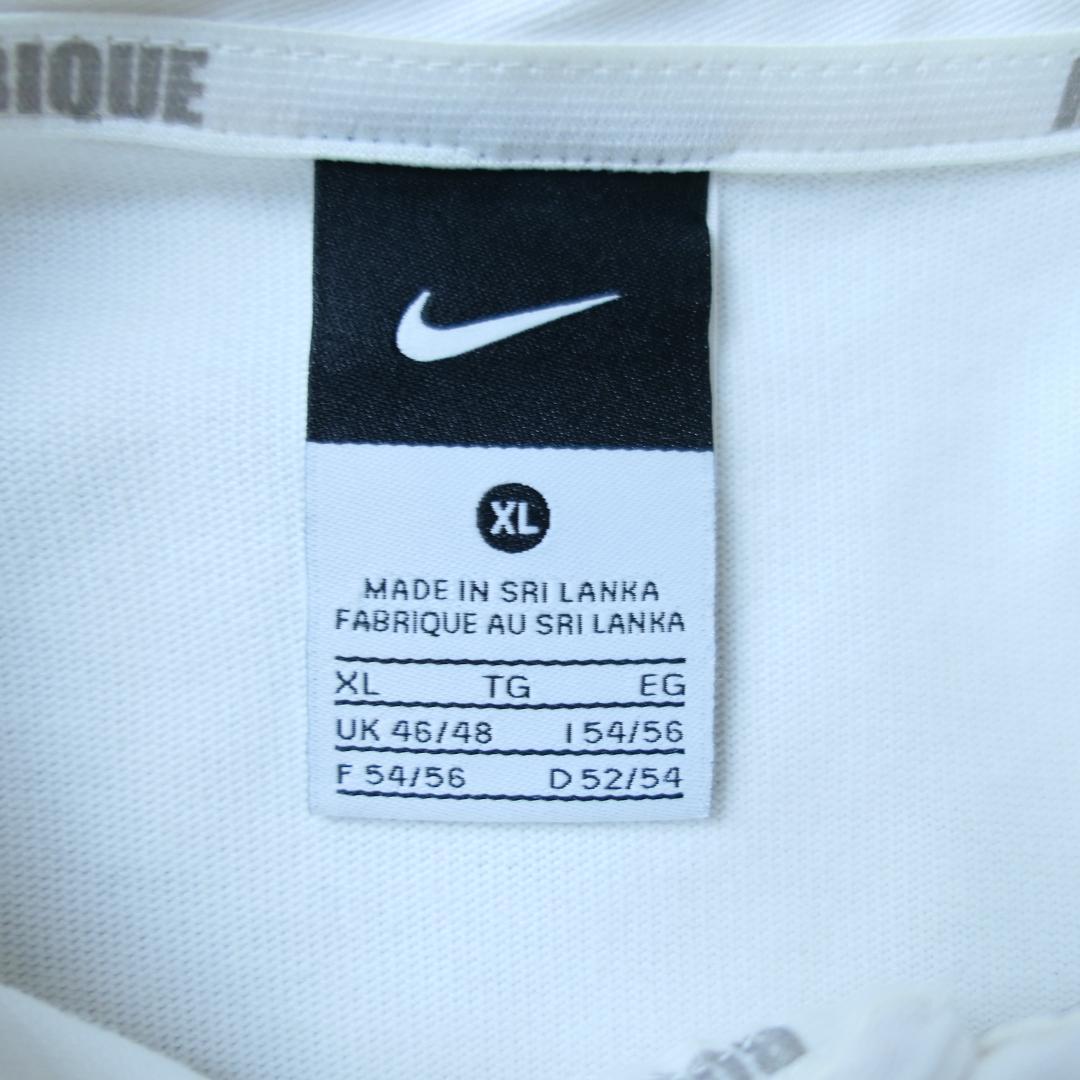 BIQUE
XL
MADE IN SRI LANKA
FABRIQUE AU SRI LANKA
XL TG EG
UK 46/48 I 54/56
F 54/56 D 52/54